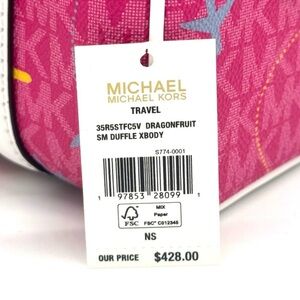 MICHAEL
MICHAEL KORS
TRAVEL
35R5STFC5V DRAGONFRUIT
SM DUFFLE XBODY
S774-0001
1 97853 28099 1
FSC
MIX
Paper
FSC® C012345
NS
OUR PRICE $428.00